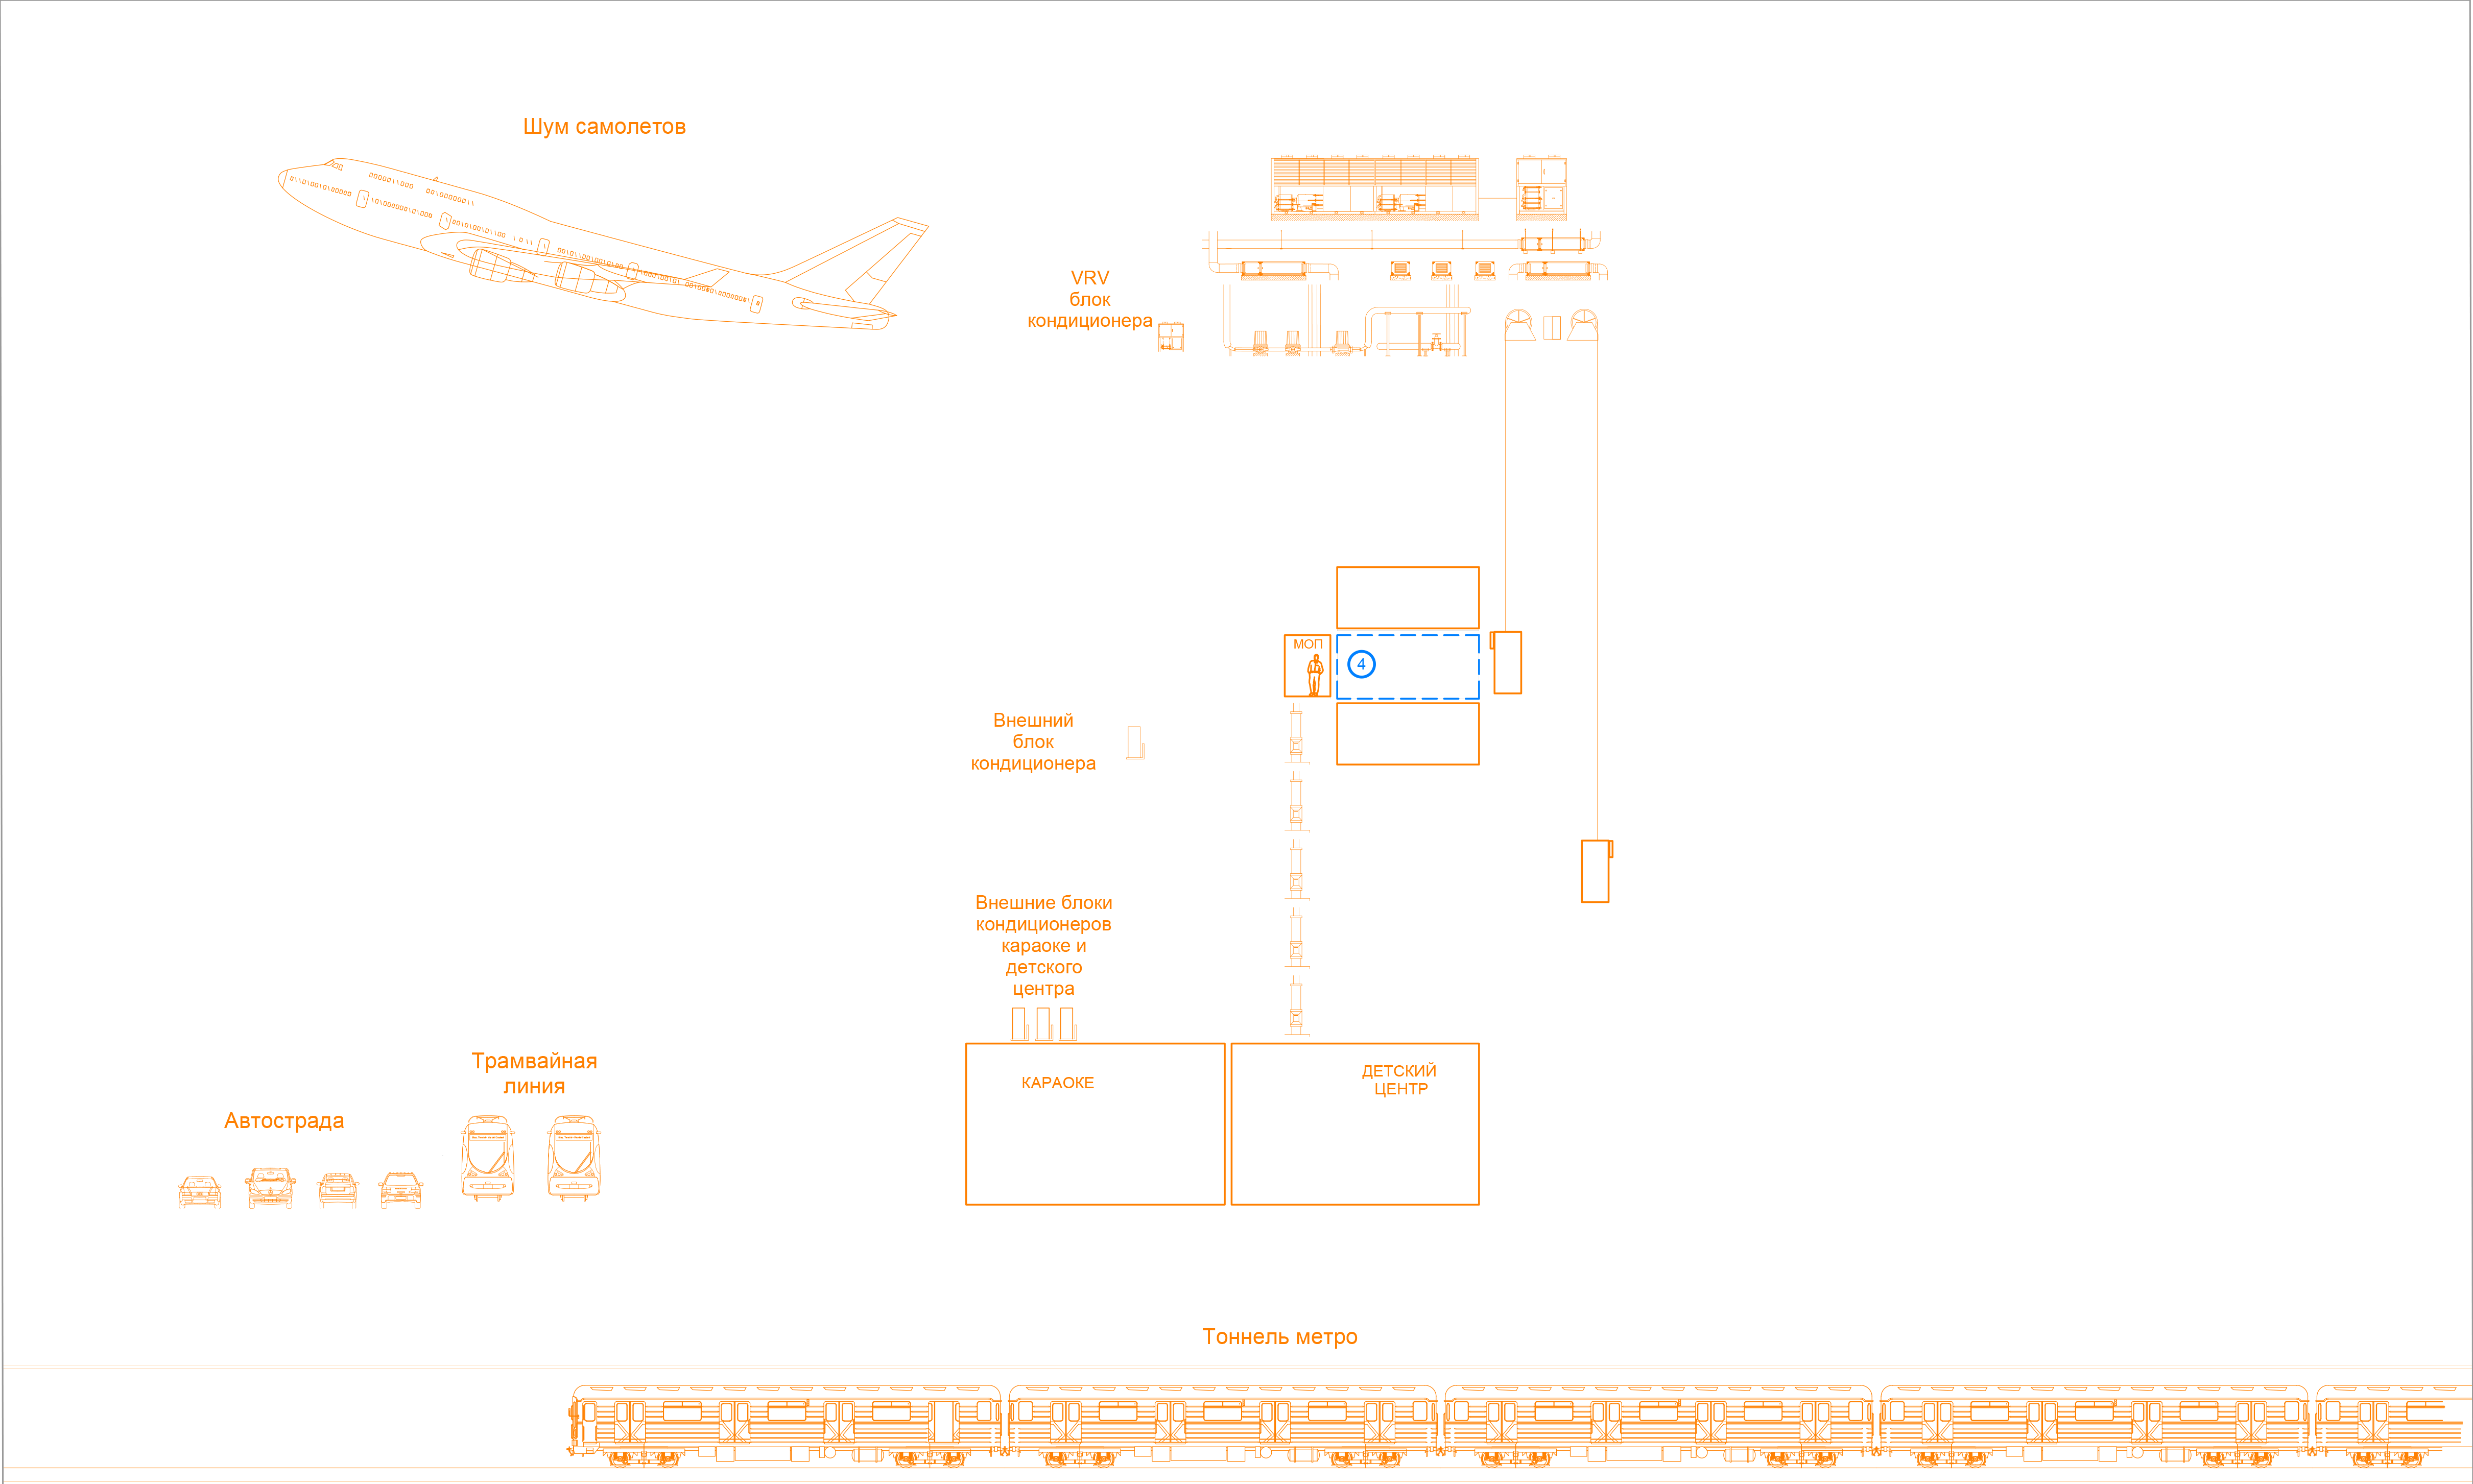 Шум самолетов
VRV
блок
кондиционера
МОП
4
Внешний
блок
кондиционера
Внешние блоки
кондиционеров
караоке и
детского
центра
КАРАОКЕ
ДЕТСКИЙ
ЦЕНТР
Трамвайная
линия
Автострада
Тоннель метро